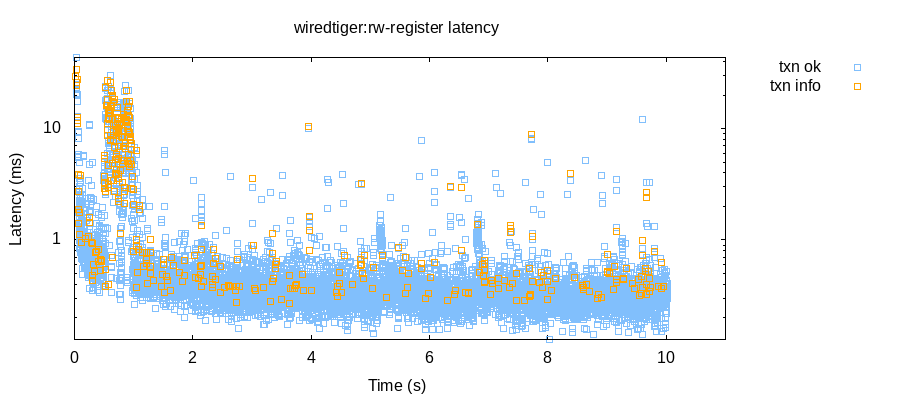 wiredtiger:rw-register latency
txn ok
txn info
Latency (ms)
10
1
0 2 4 6 8 10
Time (s)